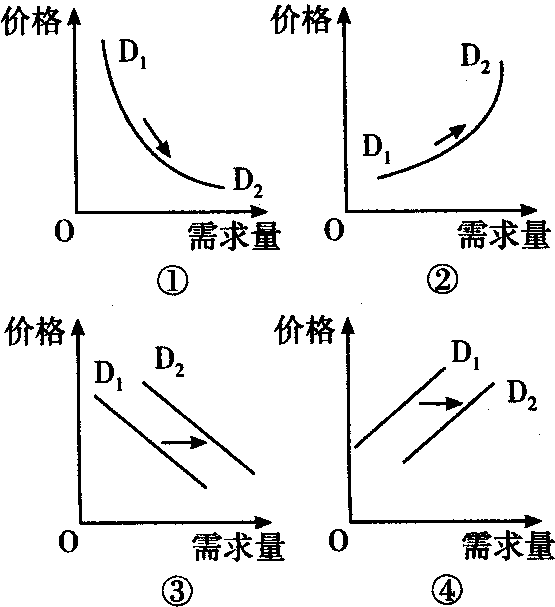 价格
D₁
D₂
O
需求量
①
价格
D₂
D₁
O
需求量
②
价格
D₁
D₂
O
需求量
③
价格
D₁
D₂
O
需求量
④